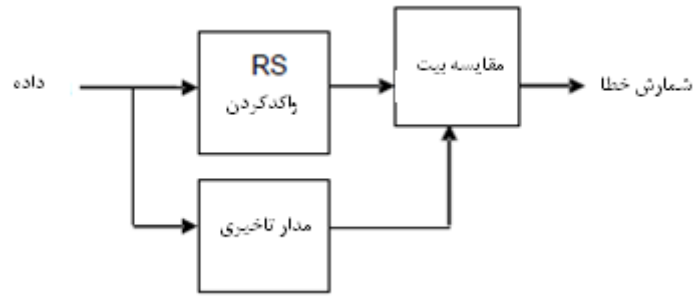 داده
RS
واکدکردن
مدار تاخیری
مقایسه بیت
شمارش خطا